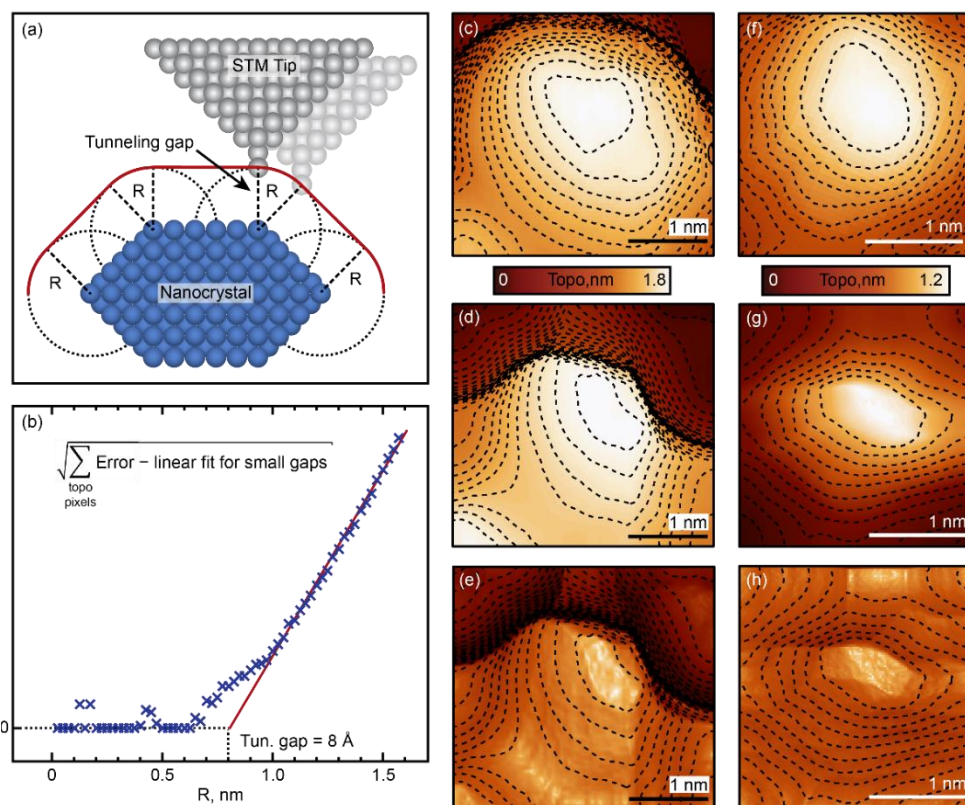 (a)
STM Tip
Tunneling gap
R
R
R
R
Nanocrystal
(b)
√∑ Error – linear fit for small gaps
topo
pixels
0
Tun. gap = 8 Å
0
0.5
1.0
1.5
R, nm
(c)
1 nm
0 Topo,nm 1.8
(d)
1 nm
(e)
1 nm
(f)
1 nm
0 Topo,nm 1.2
(g)
1 nm
(h)
1 nm